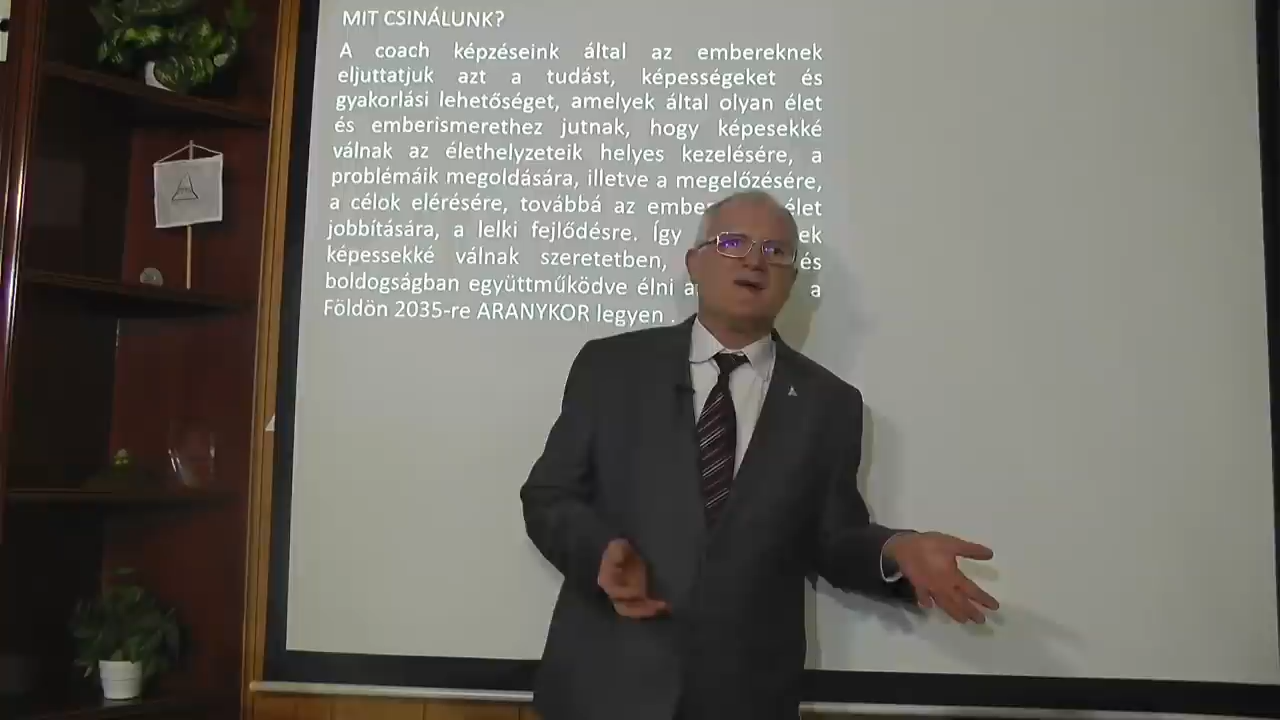 MIT CSINÁLUNK?
A coach képzéseink által az embereknek
eljuttatjuk azt a tudást, képességeket és
gyakorlási lehetőséget, amelyek által olyan élet
és emberismerethez jutnak, hogy képesekké
válnak az élethelyzeteik helyes kezelésére, a
problémáik megoldására, illetve a megelőzésére,
a célok elérésére, továbbá az élet
jobbítására, a lelki fejlődésre. Így
képessekké válnak szeretetben, és
boldogságban együttműködve élni a
Földön 2035-re ARANYKOR legyen .